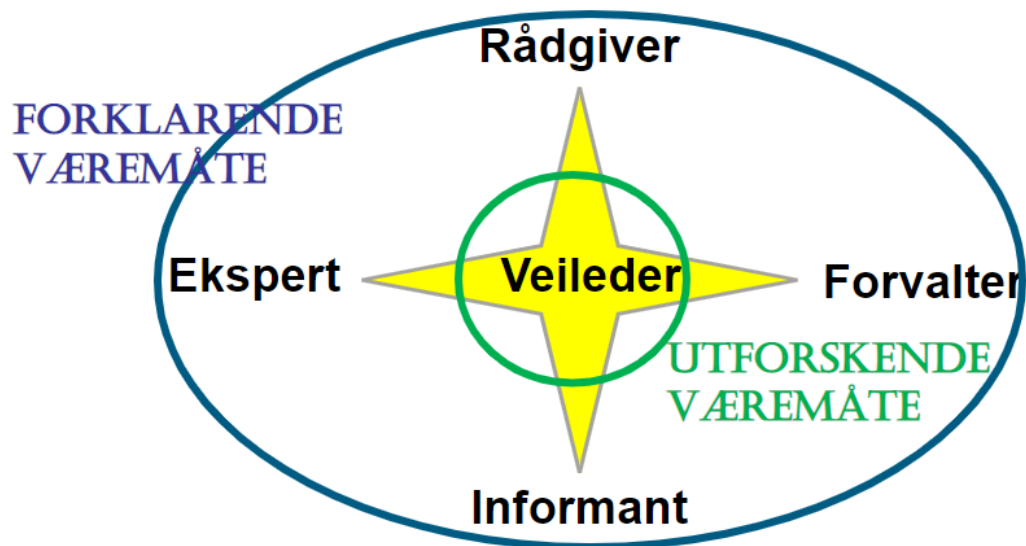 Rådgiver
FORKLARENDE
VÆREMÅTE
Ekspert
Veileder
Forvalter
UTFORSKENDE
VÆREMÅTE
Informant